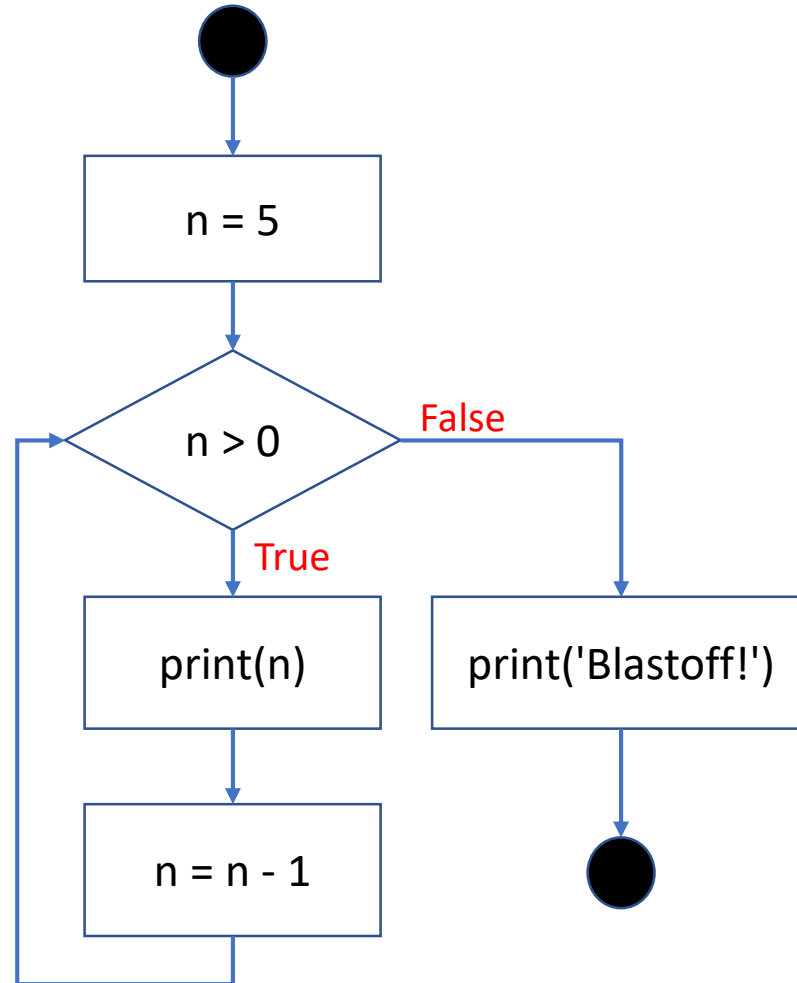 n = 5
n > 0
False
True
print(n)
print('Blastoff!')
n = n - 1